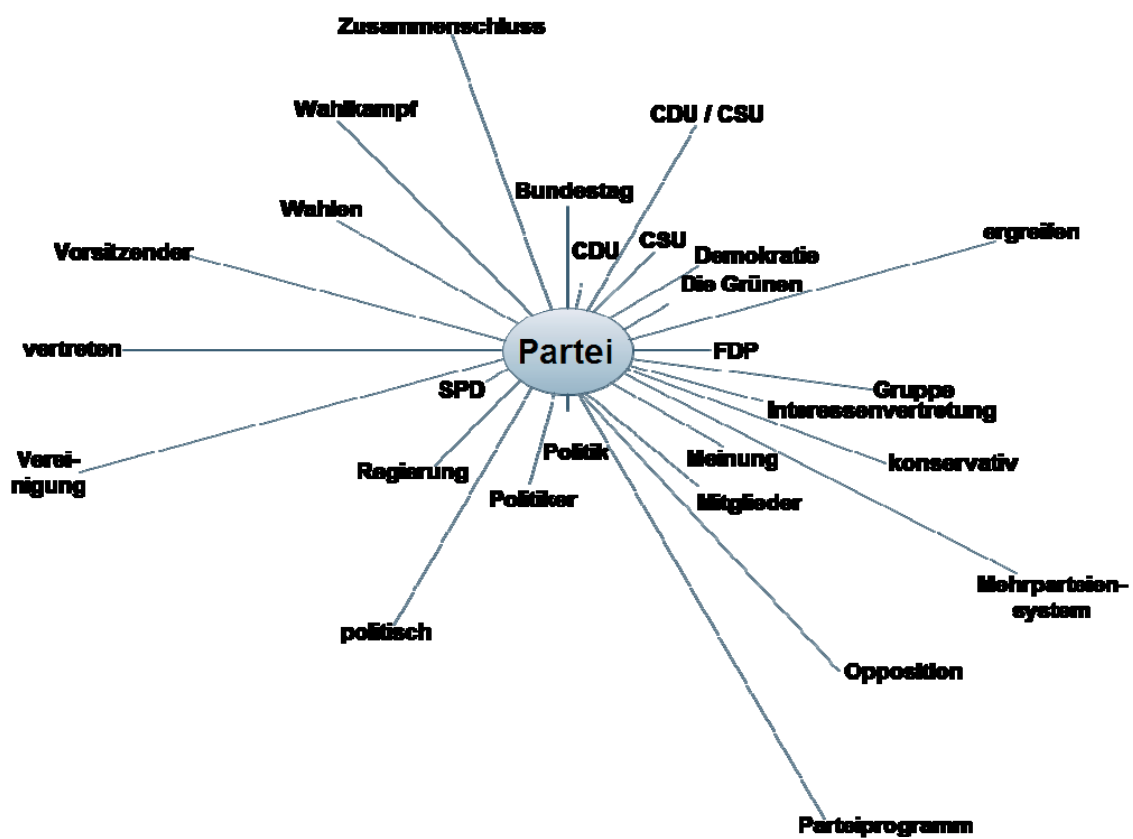 Zusammenschluss
Wahlkampf
CDU / CSU
Bundestag
Wahlen
ergreifen
CSU
Vorsitzender
CDU
Demokratie
Die Grünen
vertreten
Partei
FDP
SPD
Gruppe
Interessenvertretung
Verei-
nigung
Regierung
Politik
Meinung
konservativ
Politiker
Mitglieder
Mehrparteien-
system
politisch
Opposition
Parteiprogramm